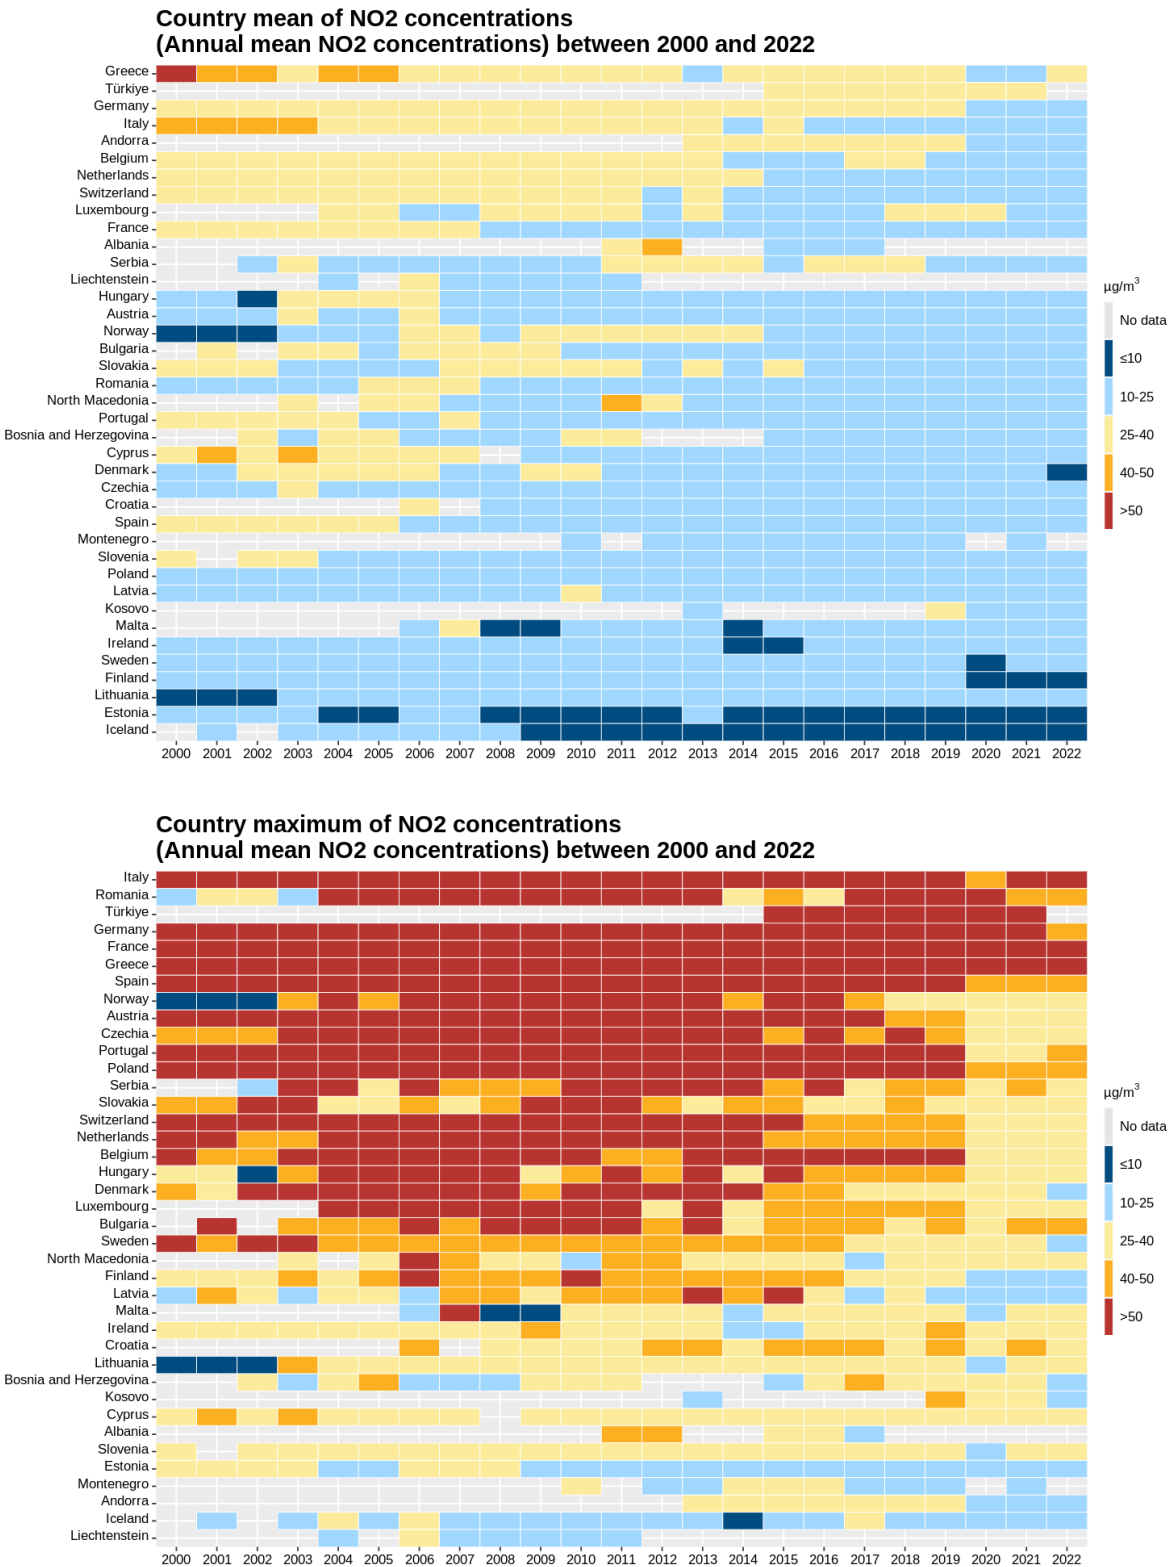 Country mean of NO2 concentrations
(Annual mean NO2 concentrations) between 2000 and 2022
Greece
Türkiye
Germany
Italy
Andorra
Belgium
Netherlands
Switzerland
Luxembourg
France
Albania
Serbia
Liechtenstein
Hungary
Austria
Norway
Bulgaria
Slovakia
Romania
North Macedonia
Portugal
Bosnia and Herzegovina
Cyprus
Denmark
Czechia
Croatia
Spain
Montenegro
Slovenia
Poland
Latvia
Kosovo
Malta
Ireland
Sweden
Finland
Lithuania
Estonia
Iceland
2000 2001 2002 2003 2004 2005 2006 2007 2008 2009 2010 2011 2012 2013 2014 2015 2016 2017 2018 2019 2020 2021 2022
µg/m³
No data
≤10
10-25
25-40
40-50
>50
Country maximum of NO2 concentrations
(Annual mean NO2 concentrations) between 2000 and 2022
Italy
Romania
Türkiye
Germany
France
Greece
Spain
Norway
Austria
Czechia
Portugal
Poland
Serbia
Slovakia
Switzerland
Netherlands
Belgium
Hungary
Denmark
Luxembourg
Bulgaria
Sweden
North Macedonia
Finland
Latvia
Malta
Ireland
Croatia
Lithuania
Bosnia and Herzegovina
Kosovo
Cyprus
Albania
Slovenia
Estonia
Montenegro
Andorra
Iceland
Liechtenstein
2000 2001 2002 2003 2004 2005 2006 2007 2008 2009 2010 2011 2012 2013 2014 2015 2016 2017 2018 2019 2020 2021 2022
µg/m³
No data
≤10
10-25
25-40
40-50
>50